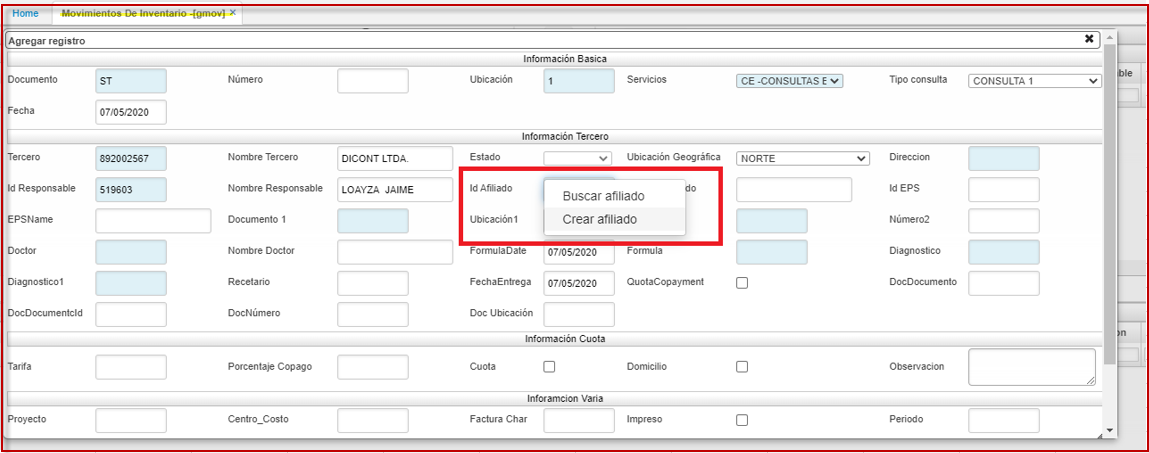 Home Movimientos De Inventario -[gmov] ×
Agregar registro ✖
Información Basica
Documento ST Número Ubicación 1 Servicios CE -CONSULTAS E Tipo consulta CONSULTA 1
Fecha 07/05/2020
Información Tercero
Tercero 892002567 Nombre Tercero DICONT LTDA. Estado Ubicación Geográfica NORTE Direccion
Id Responsable 519603 Nombre Responsable LOAYZA JAIME Id Afiliado Buscar afiliado do Id EPS
EPSName Documento 1 Ubicación1 Crear afiliado Número2
Doctor Nombre Doctor FormulaDate 07/05/2020 Formula Diagnostico
Diagnostico1 Recetario FechaEntrega 07/05/2020 QuotaCopayment DocDocumento
DocDocumentcId DocNúmero Doc Ubicación
Información Cuota
Tarifa Porcentaje Copago Cuota Domicilio Observacion
Inforamcion Varia
Proyecto Centro_Costo Factura Char Impreso Periodo